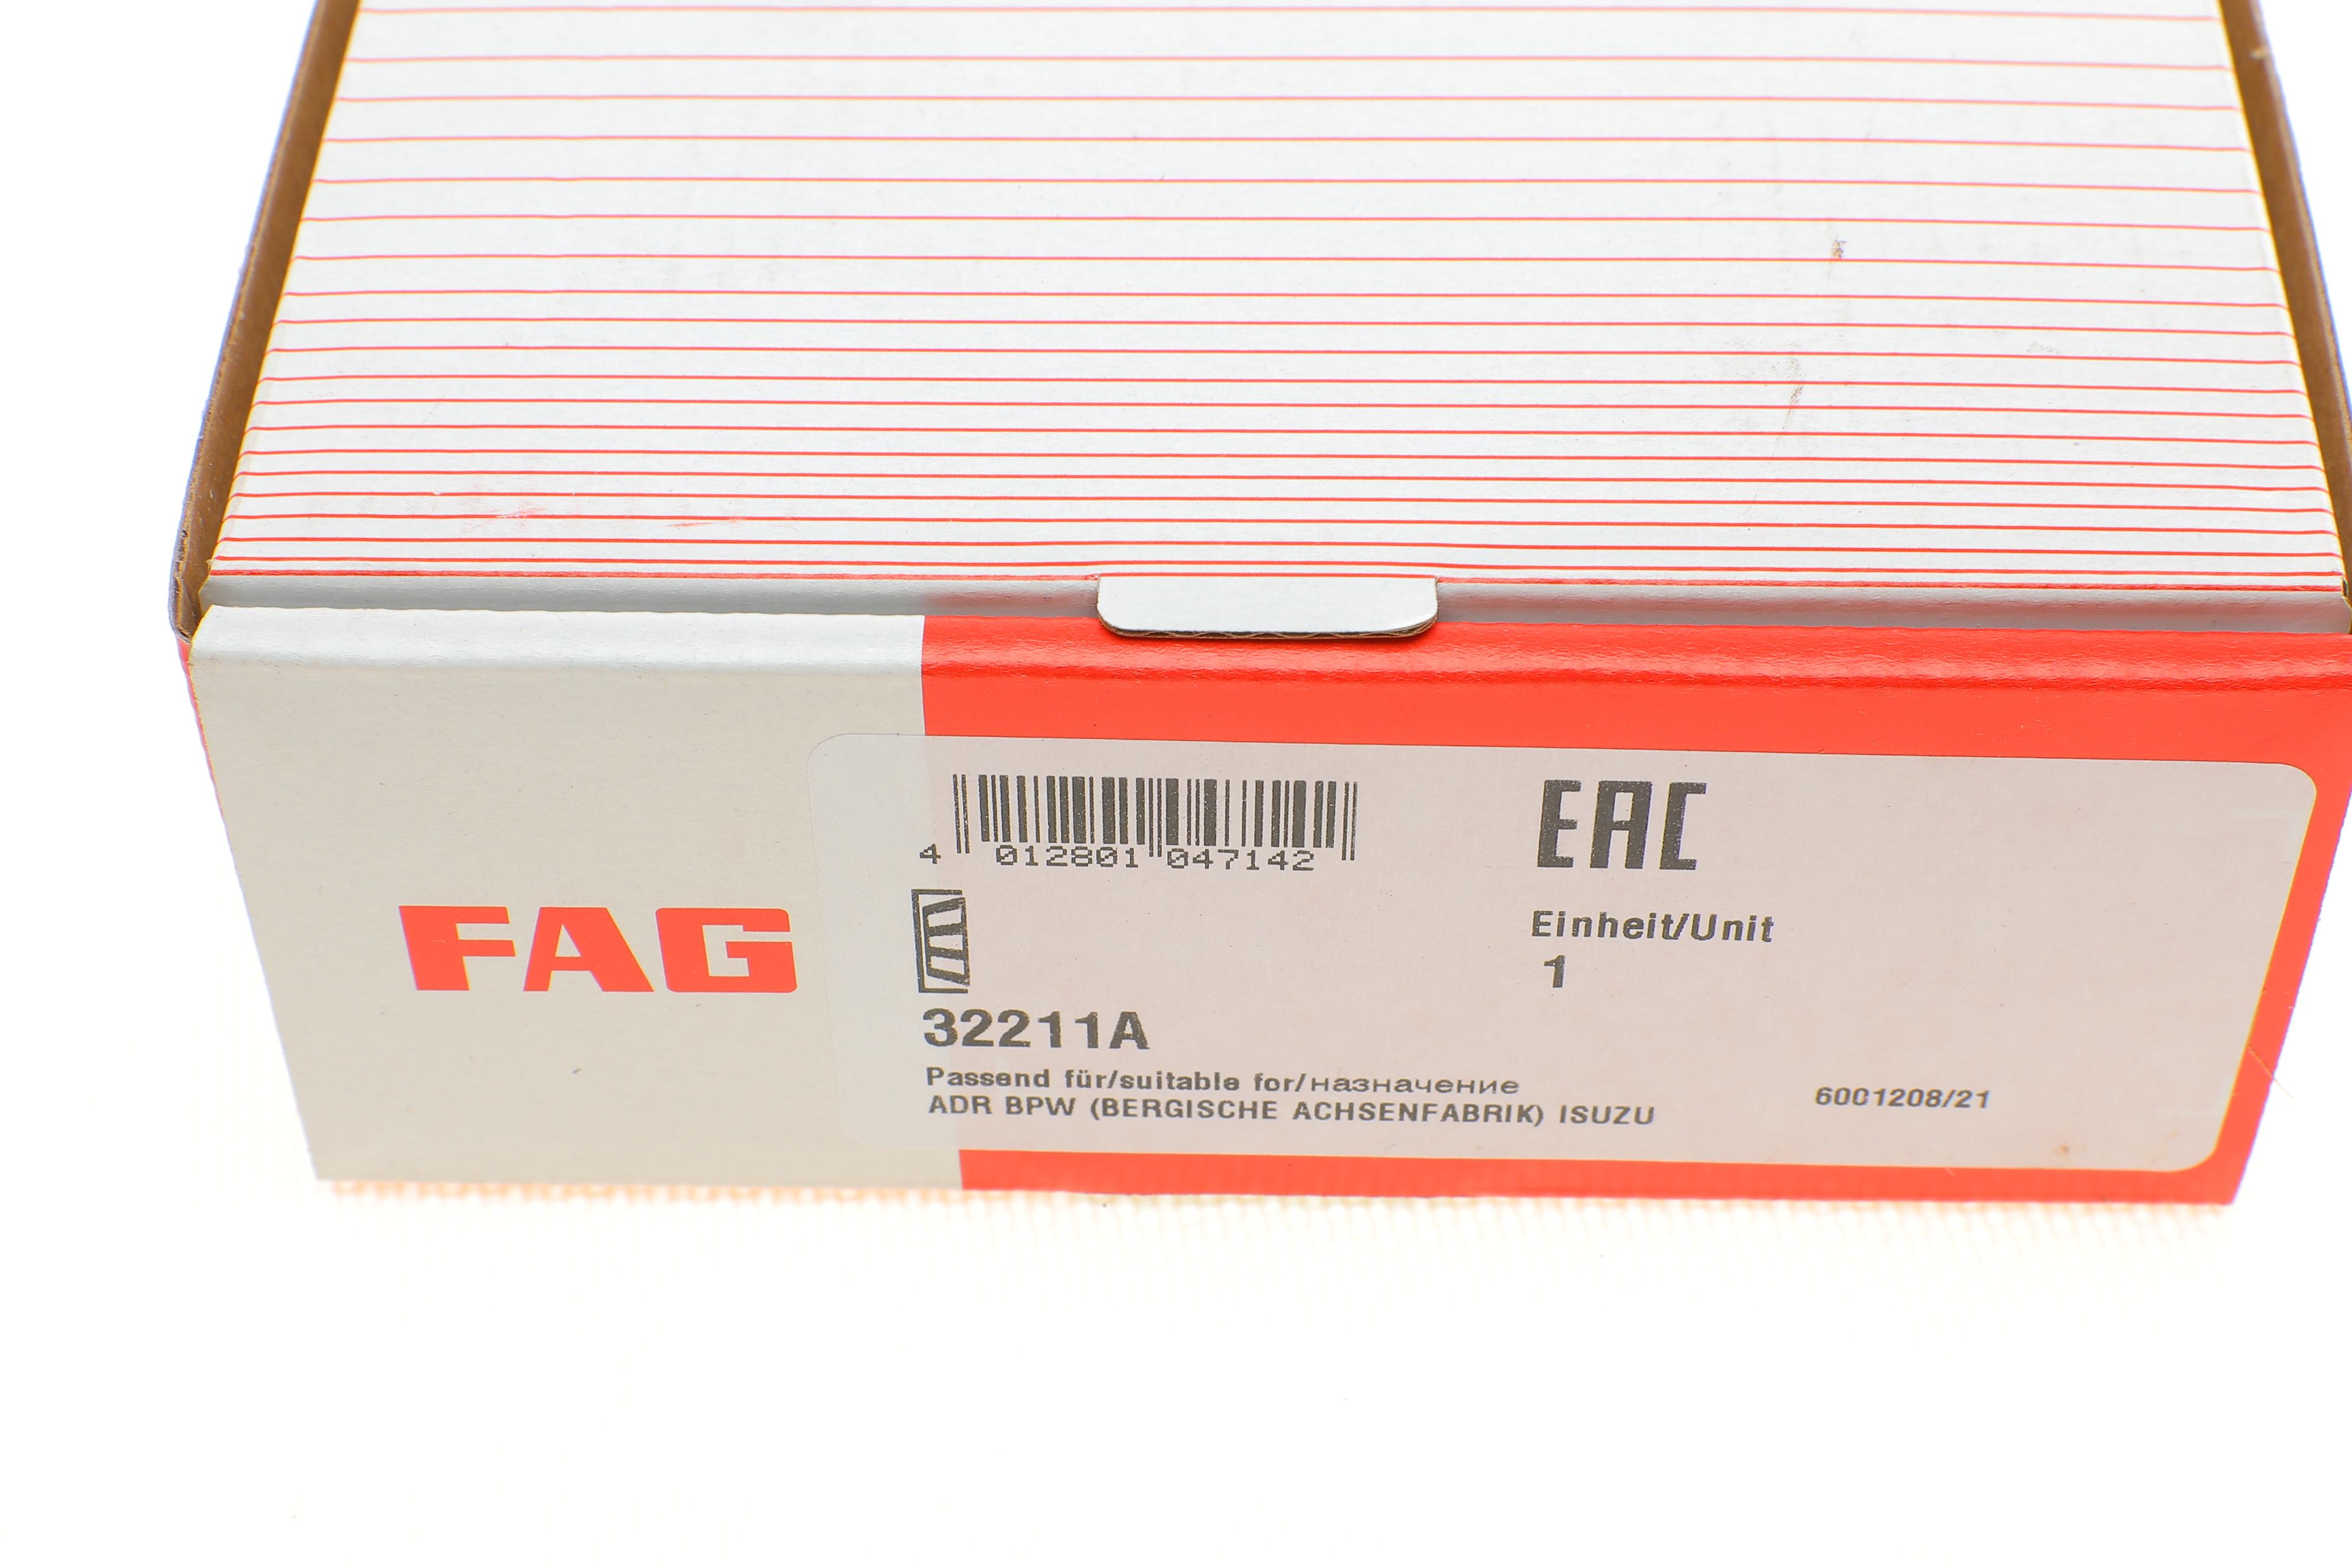 FAG
4 012801 047142
EAC
Einheit/Unit
1
32211A
Passend für/suitable for/назначение
ADR BPW (BERGISCHE ACHSENFABRIK) ISUZU
6001208/21